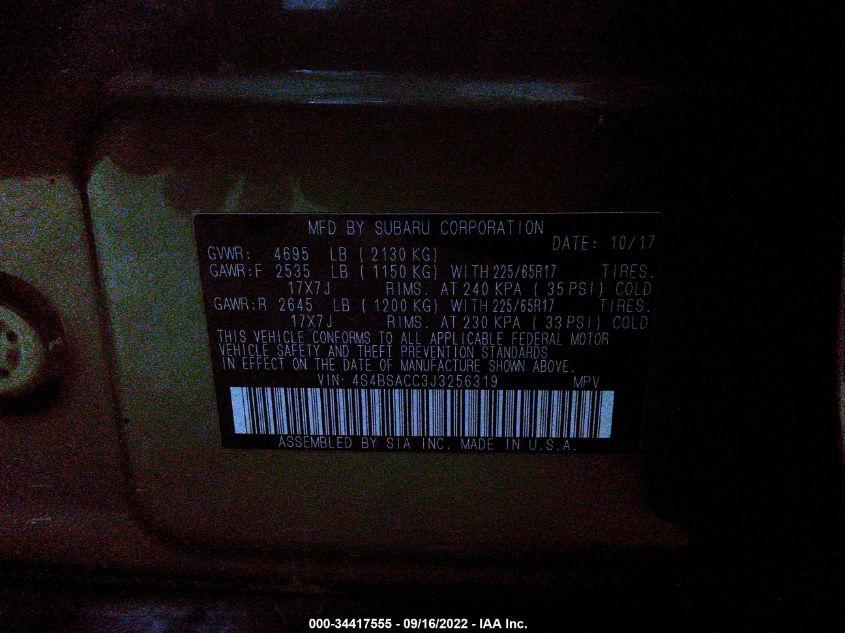 MFD BY SUBARU CORPORATION
DATE: 10/17
GVWR: 4695 LB ( 2130 KG)
GAWR: F 2535 LB ( 1150 KG) WITH 225/65R17 TIRES.
17X7J RIMS. AT 240 KPA ( 35 PSI) COLD
GAWR: R 2645 LB ( 1200 KG) WITH 225/65R17 TIRES.
17X7J RIMS. AT 230 KPA ( 33 PSI) COLD
THIS VEHICLE CONFORMS TO ALL APPLICABLE FEDERAL MOTOR
VEHICLE SAFETY AND THEFT PREVENTION STANDARDS
IN EFFECT ON THE DATE OF MANUFACTURE SHOWN ABOVE.
VIN: 4S4BSACC3J3256319 MPV
ASSEMBLED BY SIA INC. MADE IN U.S.A.
000-34417555 - 09/16/2022 - IAA Inc.